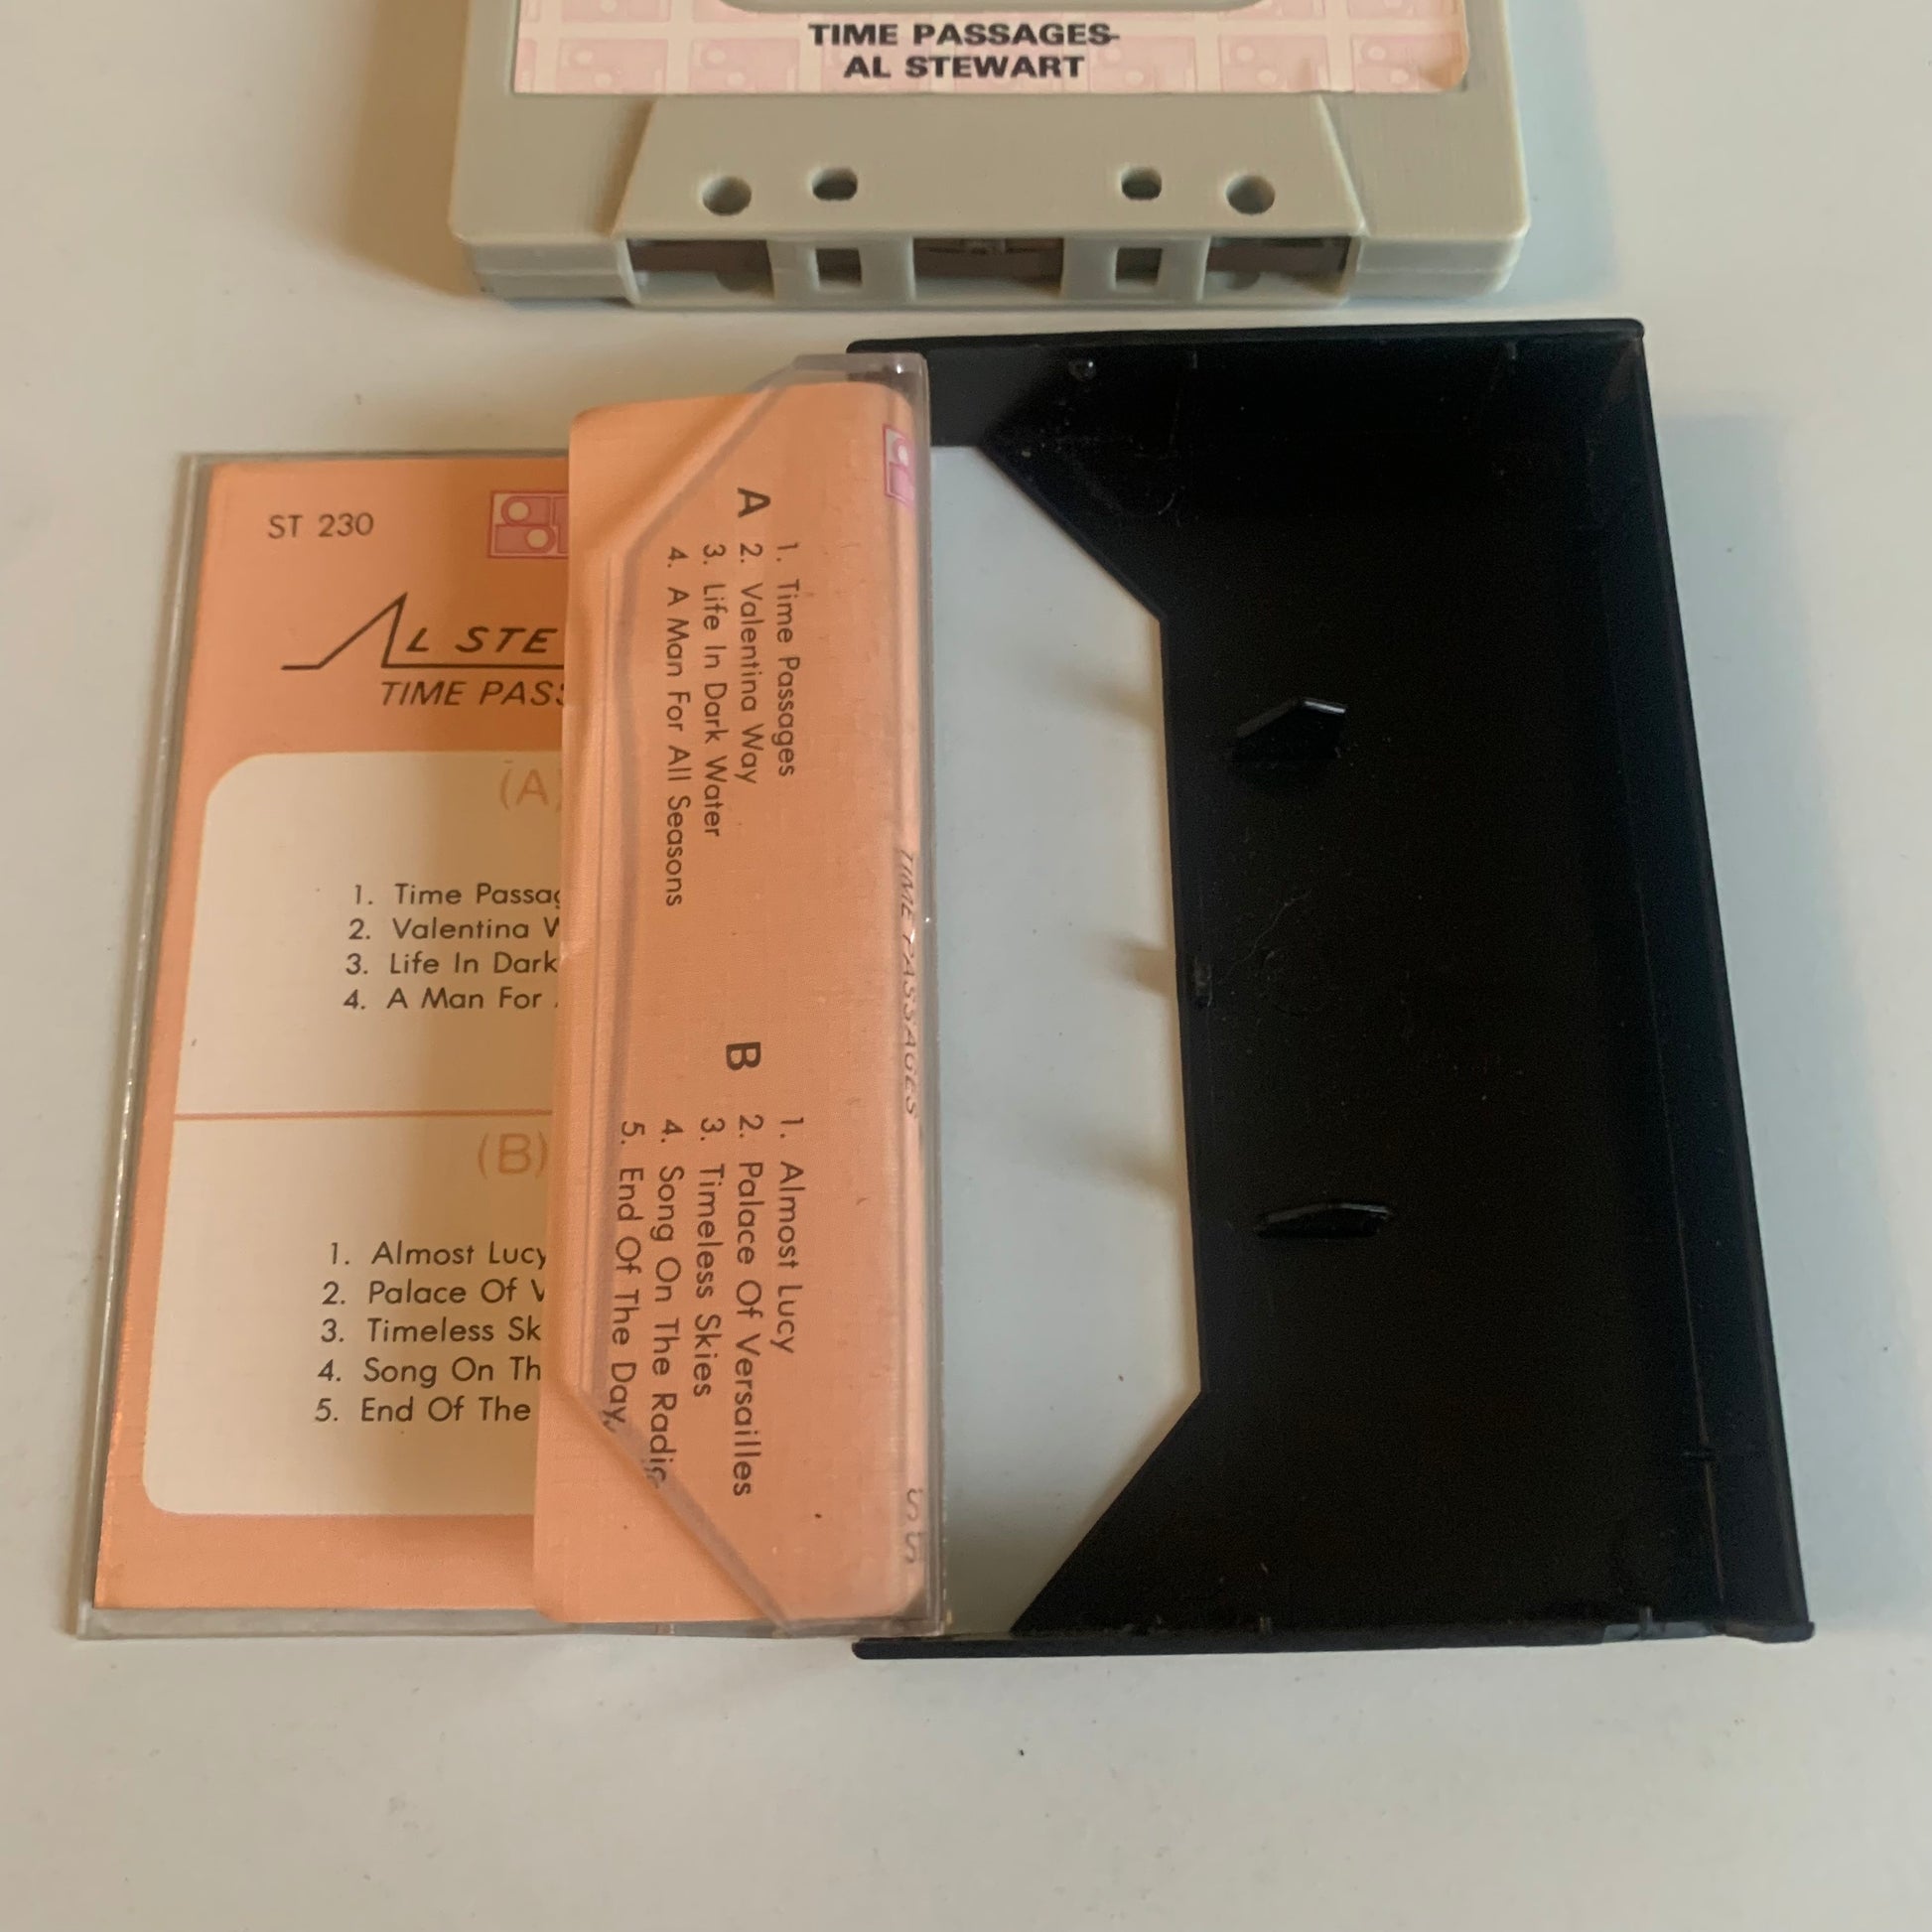 TIME PASSAGES-
AL STEWART
ST 230
AL STE
TIME PASS
(A)
1. Time Passag
2. Valentina W
3. Life In Dark
4. A Man For
(B)
1. Almost Lucy
2. Palace Of V
3. Timeless Sk
4. Song On Th
5. End Of The
A
1. Time Passages
2. Valentina Way
3. Life In Dark Water
4. A Man For All Seasons
B
1. Almost Lucy
2. Palace Of Versailles
3. Timeless Skies
4. Song On The Radio
5. End Of The Day
TIME PASSAGES